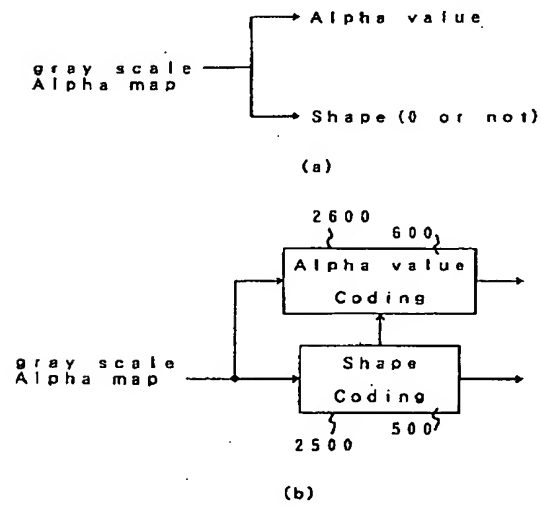 Alpha value
gray scale
Alpha map
Shape (0 or not)
(a)
2600
600
Alpha value
Coding
gray scale
Alpha map
Shape
Coding
500
2500
(b)